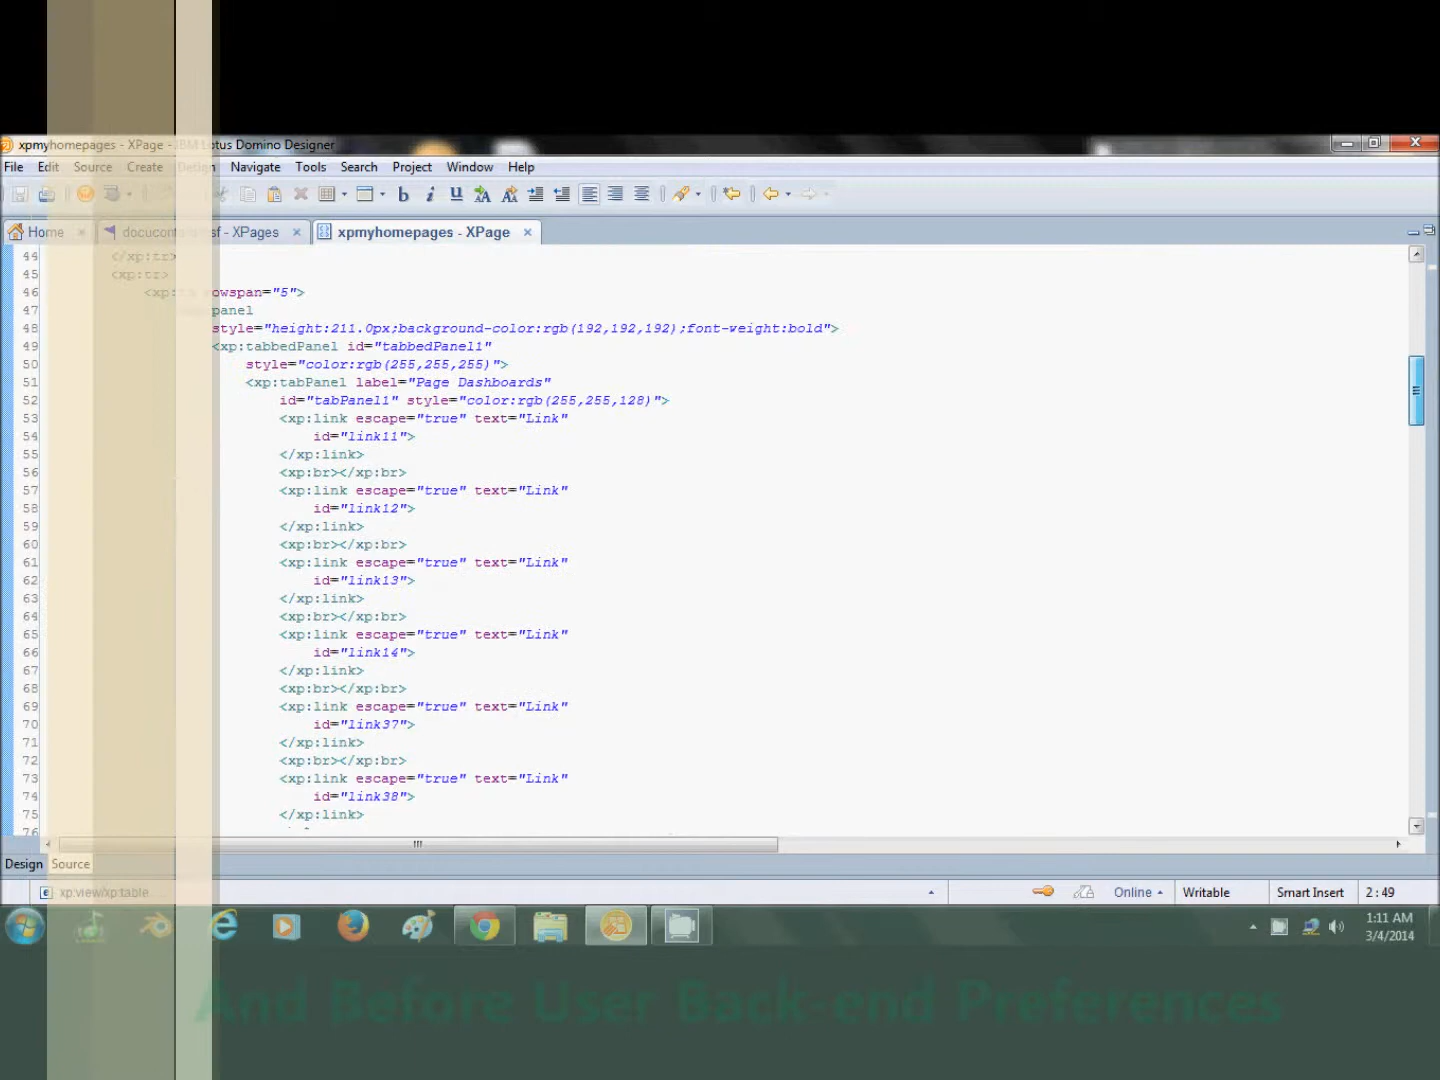 xpmyhomepages - XPage - IBM Lotus Domino Designer
File Edit Source Create Design Navigate Tools Search Project Window Help
Home xpmyhomepages - XPage
44 </xp:tr>
45 <xp:tr>
46 rowspan="5">
47 panel
48 style="height:211.0px;background-color:rgb(192,192,192);font-weight:bold">
49 <xp:tabbedPanel id="tabbedPanel1"
50 style="color:rgb(255,255,255)">
51 <xp:tabPanel label="Page Dashboards"
52 id="tabPanel1" style="color:rgb(255,255,128)">
53 <xp:link escape="true" text="Link"
54 id="link11">
55 </xp:link>
56 <xp:br></xp:br>
57 <xp:link escape="true" text="Link"
58 id="link12">
59 </xp:link>
60 <xp:br></xp:br>
61 <xp:link escape="true" text="Link"
62 id="link13">
63 </xp:link>
64 <xp:br></xp:br>
65 <xp:link escape="true" text="Link"
66 id="link14">
67 </xp:link>
68 <xp:br></xp:br>
69 <xp:link escape="true" text="Link"
70 id="link37">
71 </xp:link>
72 <xp:br></xp:br>
73 <xp:link escape="true" text="Link"
74 id="link38">
75 </xp:link>
76
Design Source
xp:view/xp:table Online Writable Smart Insert 2 : 49
1:11 AM
3/4/2014
And Before User Back-end Preferences